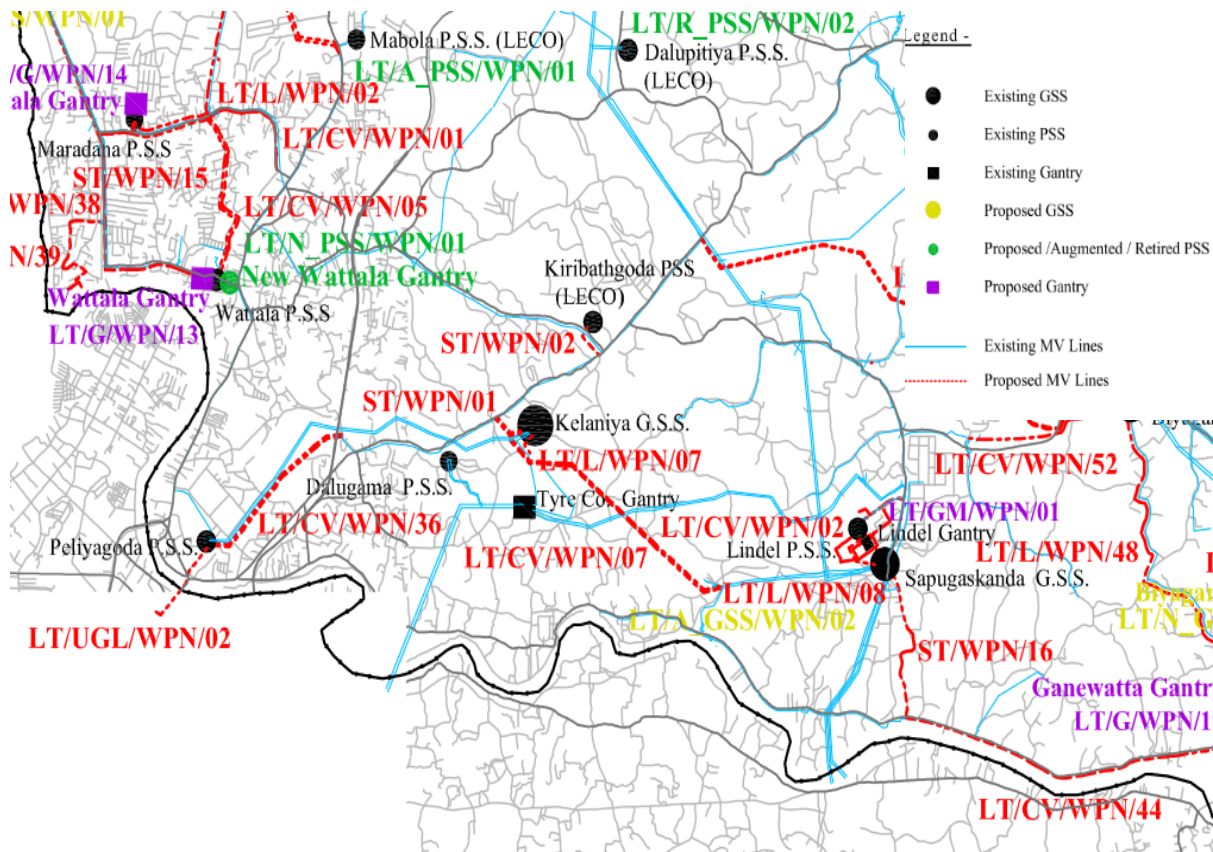 S/WPN/01
Mabola P.S.S. (LECO)
LT/A_PSS/WPN/01
LT/R_PSS/WPN/02
Dalupitiya P.S.S.
(LECO)
Legend -
Existing GSS
Existing PSS
Existing Gantry
Proposed GSS
Proposed /Augmented / Retired PSS
Proposed Gantry
Existing MV Lines
Proposed MV Lines
/G/WPN/14
ala Gantry
Maradana P.S.S
LT/L/WPN/02
LT/CV/WPN/01
ST/WPN/15
WPN/38
LT/CV/WPN/05
N/39
LT/N_PSS/WPN/01
New Wattala Gantry
Wattala Gantry
Wattala P.S.S
LT/G/WPN/13
Kiribathgoda PSS
(LECO)
ST/WPN/02
ST/WPN/01
Kelaniya G.S.S.
LT/L/WPN/07
Dalugama P.S.S.
Tyre Co. Gantry
LT/CV/WPN/36
Peliyagoda P.S.S.
LT/CV/WPN/07
LT/CV/WPN/52
LT/GM/WPN/01
LT/CV/WPN/02
Lindel Gantry
Lindel P.S.S.
LT/L/WPN/48
Sapugaskanda G.S.S.
LT/L/WPN/08
LT/A_GSS/WPN/02
LT/UGL/WPN/02
Biyagar
LT/N_G
ST/WPN/16
Ganewatta Gantr
LT/G/WPN/1
LT/CV/WPN/44